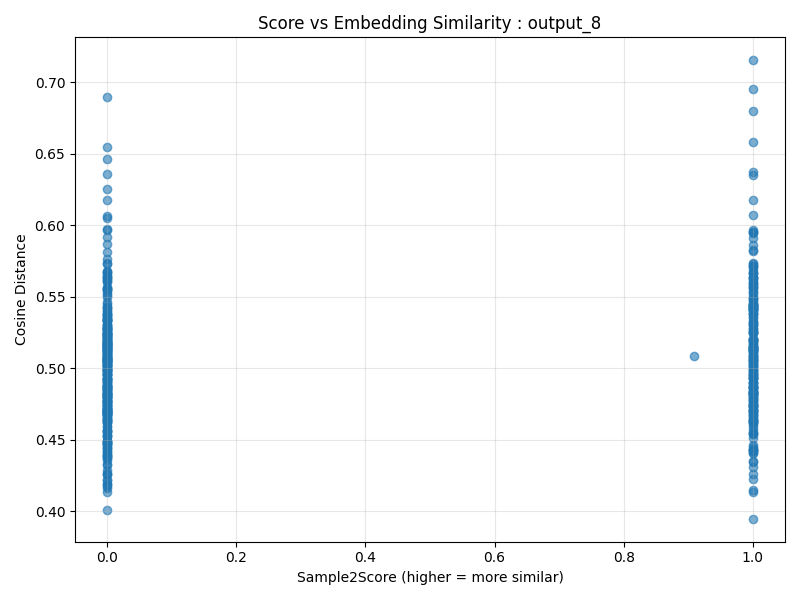 Score vs Embedding Similarity : output_8
Cosine Distance
0.70
0.65
0.60
0.55
0.50
0.45
0.40
0.0 0.2 0.4 0.6 0.8 1.0
Sample2Score (higher = more similar)